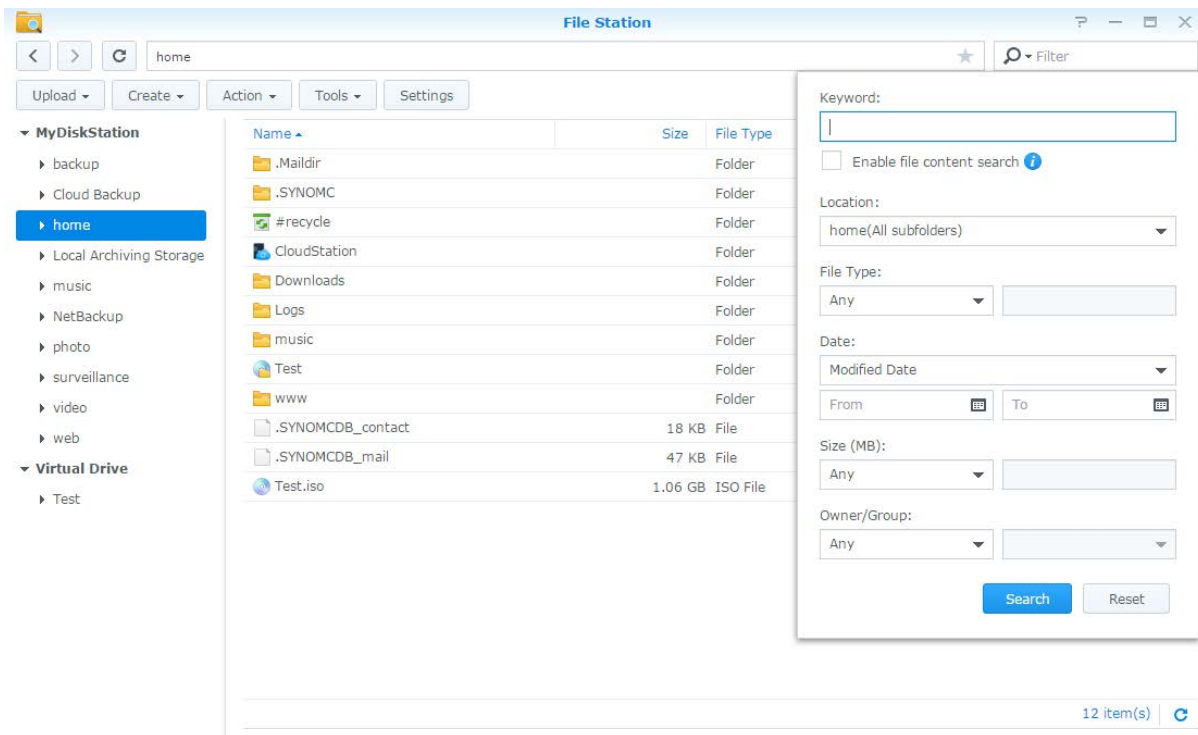 File Station
home
Filter
Upload Create Action Tools Settings
MyDiskStation
backup
Cloud Backup
home
Local Archiving Storage
music
NetBackup
photo
surveillance
video
web
Virtual Drive
Test
Name Size File Type
.Maildir Folder
.SYNOMC Folder
#recycle Folder
CloudStation Folder
Downloads Folder
Logs Folder
music Folder
Test Folder
www Folder
.SYNOMCDB_contact 18 KB File
.SYNOMCDB_mail 47 KB File
Test.iso 1.06 GB ISO File
Keyword:
Enable file content search
Location:
home(All subfolders)
File Type:
Any
Date:
Modified Date
From To
Size (MB):
Any
Owner/Group:
Any
Search Reset
12 item(s)